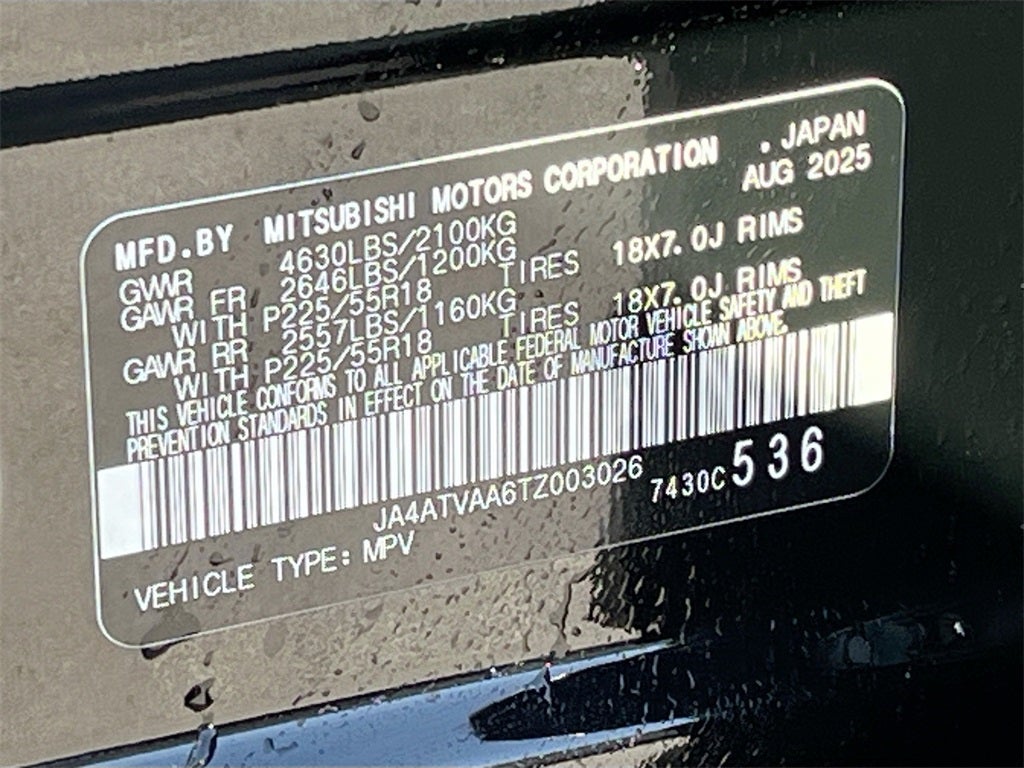 MFD.BY MITSUBISHI MOTORS CORPORATION . JAPAN
AUG 2025
GVWR 4630LBS/2100KG
GAWR FR 2646LBS/1200KG
WITH P225/55R18 TIRES 18X7.0J RIMS
GAWR RR 2557LBS/1160KG
WITH P225/55R18 TIRES 18X7.0J RIMS
THIS VEHICLE CONFORMS TO ALL APPLICABLE FEDERAL MOTOR VEHICLE SAFETY AND THEFT
PREVENTION STANDARDS IN EFFECT ON THE DATE OF MANUFACTURE SHOWN ABOVE.
JA4ATVAA6TZ003026 7430C 536
VEHICLE TYPE: MPV